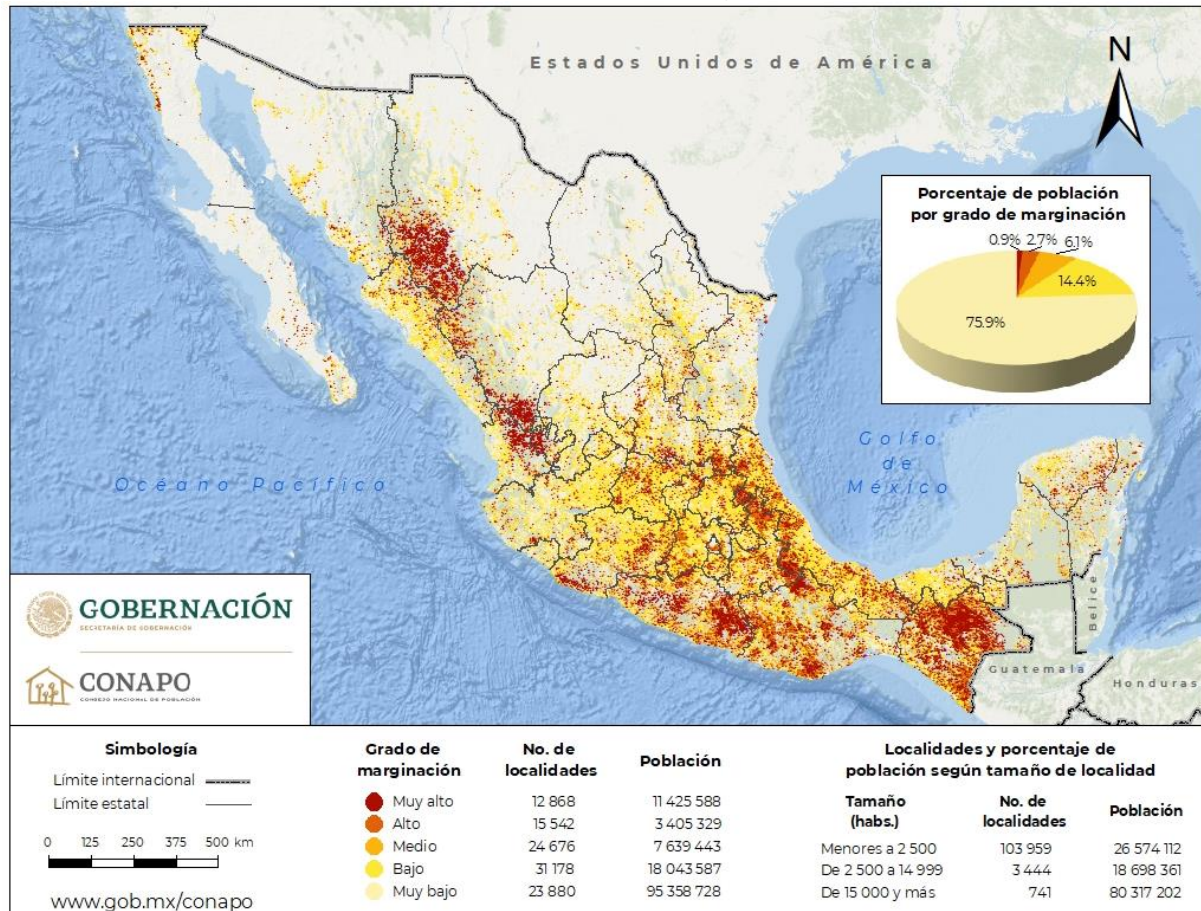 Estados Unidos de América
N
Porcentaje de población
por grado de marginación
0.9% 2.7% 6.1%
14.4%
75.9%
Golfo
de
México
Océano Pacífico
Belice
Guatemala
Honduras
GOBERNACIÓN
SECRETARÍA DE GOBERNACIÓN
CONAPO
CONSEJO NACIONAL DE POBLACIÓN
Simbología
Límite internacional
Límite estatal
0 125 250 375 500 km
www.gob.mx/conapo
Grado de marginación No. de localidades Población
Muy alto 12 868 11 425 588
Alto 15 542 3 405 329
Medio 24 676 7 639 443
Bajo 31 178 18 043 587
Muy bajo 23 880 95 358 728
Localidades y porcentaje de
población según tamaño de localidad
Tamaño (habs.) No. de localidades Población
Menores a 2 500 103 959 26 574 112
De 2 500 a 14 999 3 444 18 698 361
De 15 000 y más 741 80 317 202